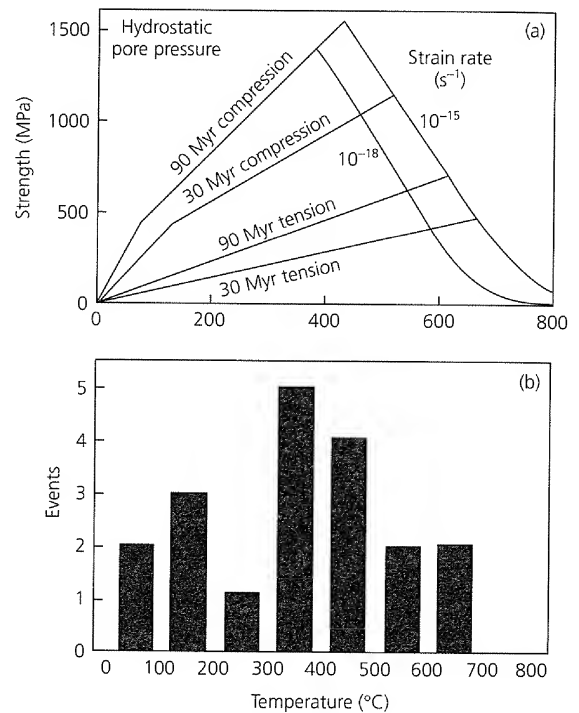 Hydrostatic
pore pressure
(a)
Strain rate
(s⁻¹)
10⁻¹⁵
10⁻¹⁸
90 Myr compression
30 Myr compression
90 Myr tension
30 Myr tension
Strength (MPa)
1500
1000
500
0
0 200 400 600 800
(b)
Events
5
4
3
2
1
0
0 100 200 300 400 500 600 700 800
Temperature (°C)